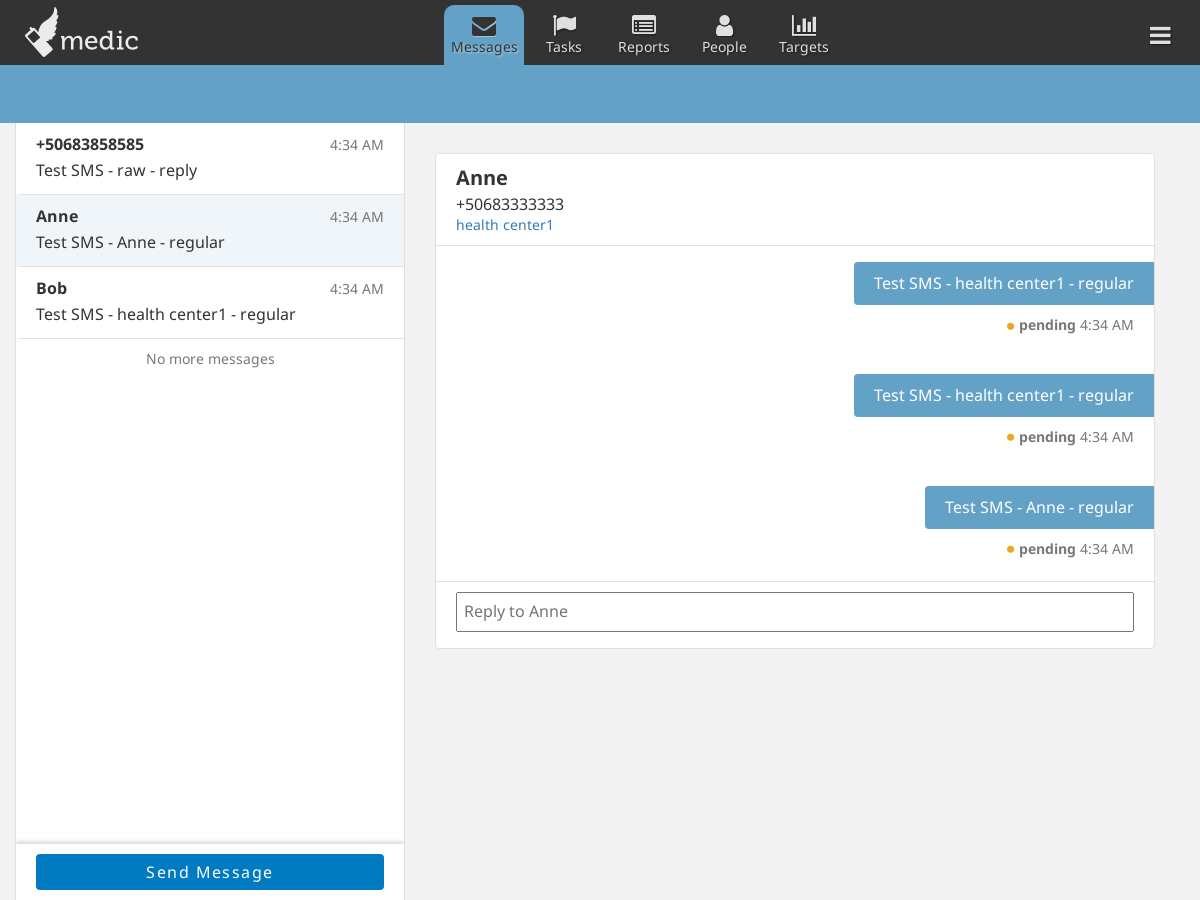 medic
Messages
Tasks
Reports
People
Targets
+50683858585 4:34 AM
Test SMS - raw - reply
Anne 4:34 AM
Test SMS - Anne - regular
Bob 4:34 AM
Test SMS - health center1 - regular
No more messages
Send Message
Anne
+50683333333
health center1
Test SMS - health center1 - regular
pending 4:34 AM
Test SMS - health center1 - regular
pending 4:34 AM
Test SMS - Anne - regular
pending 4:34 AM
Reply to Anne